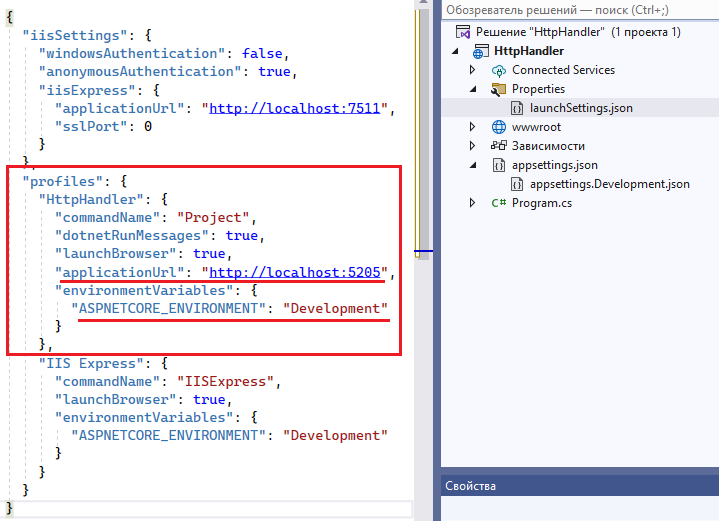 {
"iisSettings": {
"windowsAuthentication": false,
"anonymousAuthentication": true,
"iisExpress": {
"applicationUrl": "http://localhost:7511",
"sslPort": 0
}
},
"profiles": {
"HttpHandler": {
"commandName": "Project",
"dotnetRunMessages": true,
"launchBrowser": true,
"applicationUrl": "http://localhost:5205",
"environmentVariables": {
"ASPNETCORE_ENVIRONMENT": "Development"
}
},
"IIS Express": {
"commandName": "IISExpress",
"launchBrowser": true,
"environmentVariables": {
"ASPNETCORE_ENVIRONMENT": "Development"
}
}
}
}
Обозреватель решений — поиск (Ctrl+;)
Решение "HttpHandler" (1 проекта 1)
HttpHandler
Connected Services
Properties
launchSettings.json
wwwroot
Зависимости
appsettings.json
appsettings.Development.json
C# Program.cs
Свойства